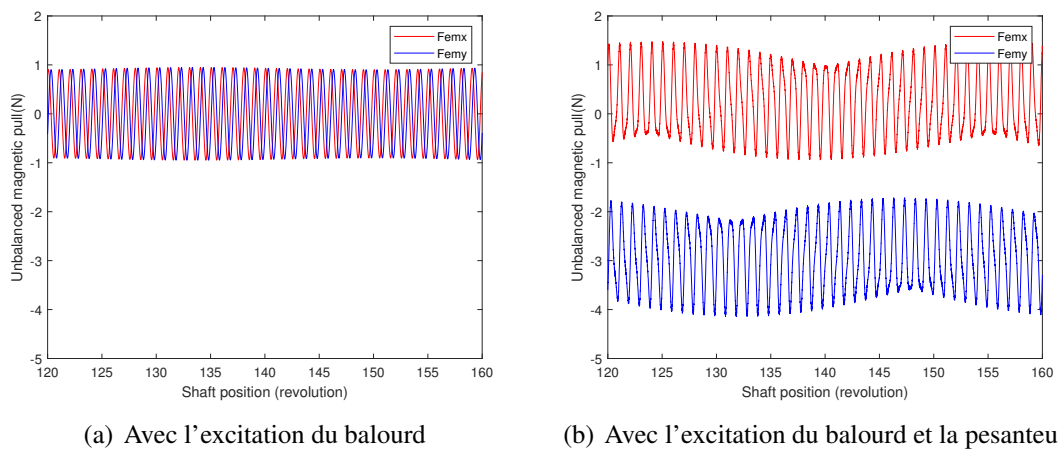 2
1
0
-1
-2
-3
-4
-5
Unbalanced magnetic pull(N)
120 125 130 135 140 145 150 155 160
Shaft position (revolution)
Femx
Femy
(a) Avec l'excitation du balourd
2
1
0
-1
-2
-3
-4
-5
Unbalanced magnetic pull(N)
120 125 130 135 140 145 150 155 160
Shaft position (revolution)
Femx
Femy
(b) Avec l'excitation du balourd et la pesanteu